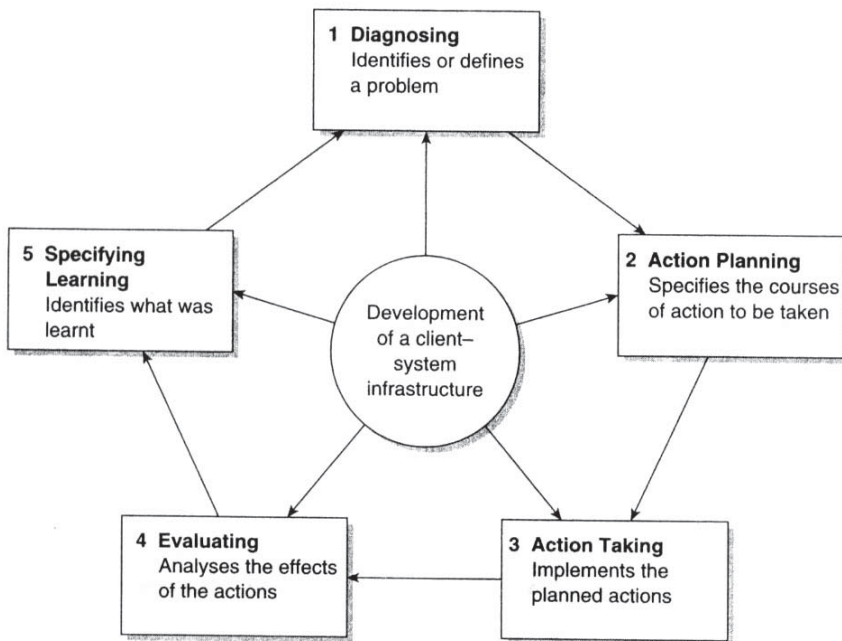 1 Diagnosing
Identifies or defines
a problem
5 Specifying
Learning
Identifies what was
learnt
2 Action Planning
Specifies the courses
of action to be taken
Development
of a client–
system
infrastructure
4 Evaluating
Analyses the effects
of the actions
3 Action Taking
Implements the
planned actions